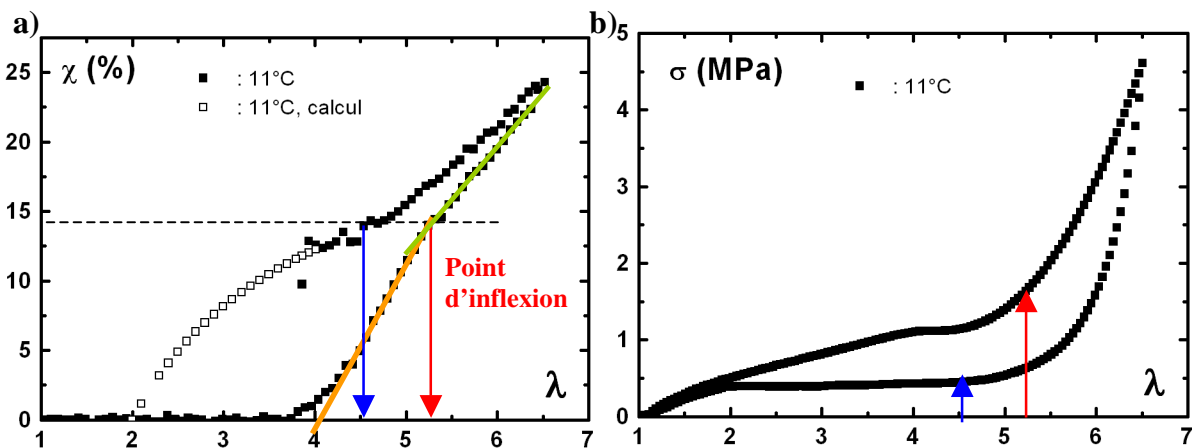 a)
χ (%)
: 11°C
: 11°C, calcul
25
20
15
10
5
0
Point
d'inflexion
λ
1 2 3 4 5 6 7
b)
σ (MPa)
: 11°C
5
4
3
2
1
0
λ
1 2 3 4 5 6 7